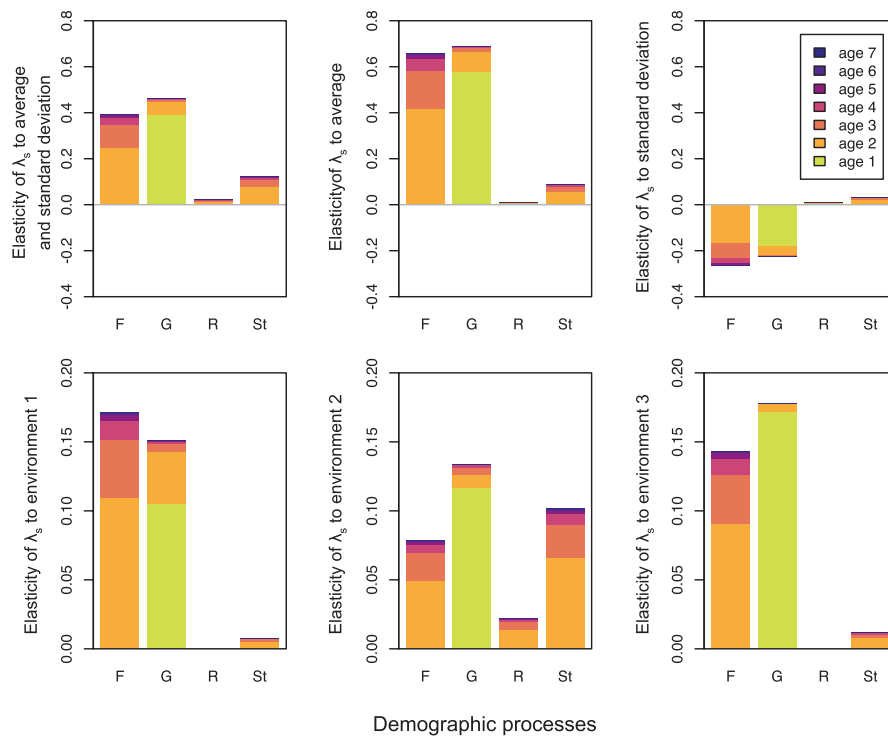 Elasticity of λs to average
and standard deviation
-0.4 -0.2 0.0 0.2 0.4 0.6 0.8
F G R St
Elasticityof λs to average
-0.4 -0.2 0.0 0.2 0.4 0.6 0.8
F G R St
Elasticity of λs to standard deviation
-0.4 -0.2 0.0 0.2 0.4 0.6 0.8
age 7
age 6
age 5
age 4
age 3
age 2
age 1
F G R St
Elasticity of λs to environment 1
0.00 0.05 0.10 0.15 0.20
F G R St
Elasticity of λs to environment 2
0.00 0.05 0.10 0.15 0.20
F G R St
Elasticity of λs to environment 3
0.00 0.05 0.10 0.15 0.20
F G R St
Demographic processes